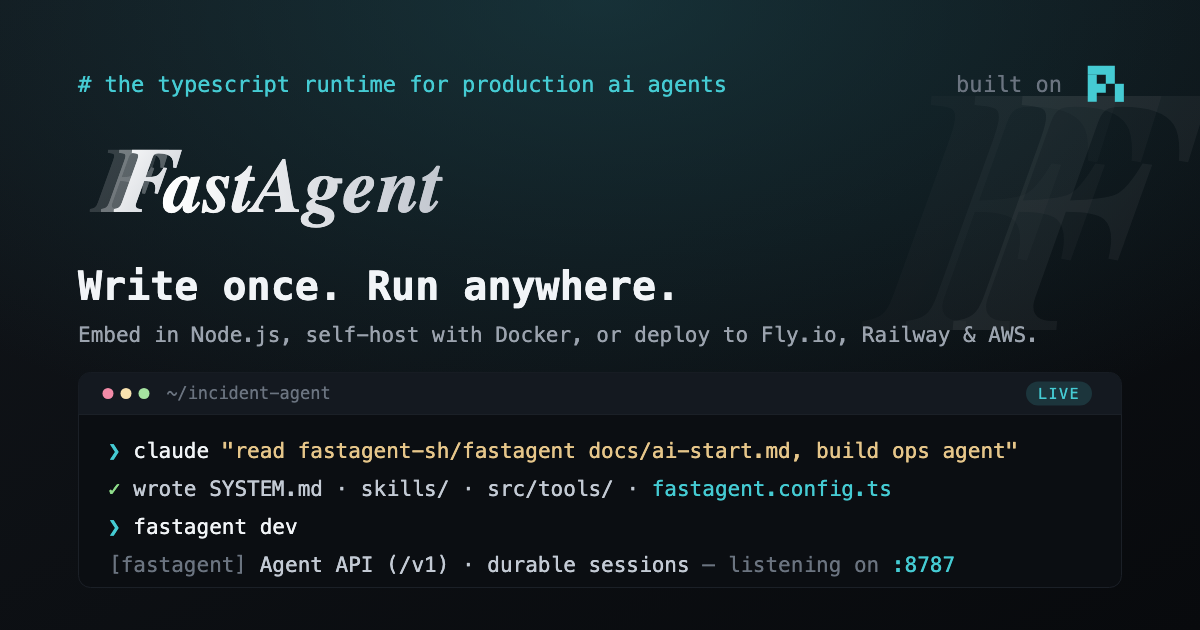 # the typescript runtime for production ai agents
built on
FastAgent
Write once. Run anywhere.
Embed in Node.js, self-host with Docker, or deploy to Fly.io, Railway & AWS.
~/incident-agent
LIVE
❯ claude "read fastagent-sh/fastagent docs/ai-start.md, build ops agent"
✓ wrote SYSTEM.md · skills/ · src/tools/ · fastagent.config.ts
❯ fastagent dev
[fastagent] Agent API (/v1) · durable sessions — listening on :8787